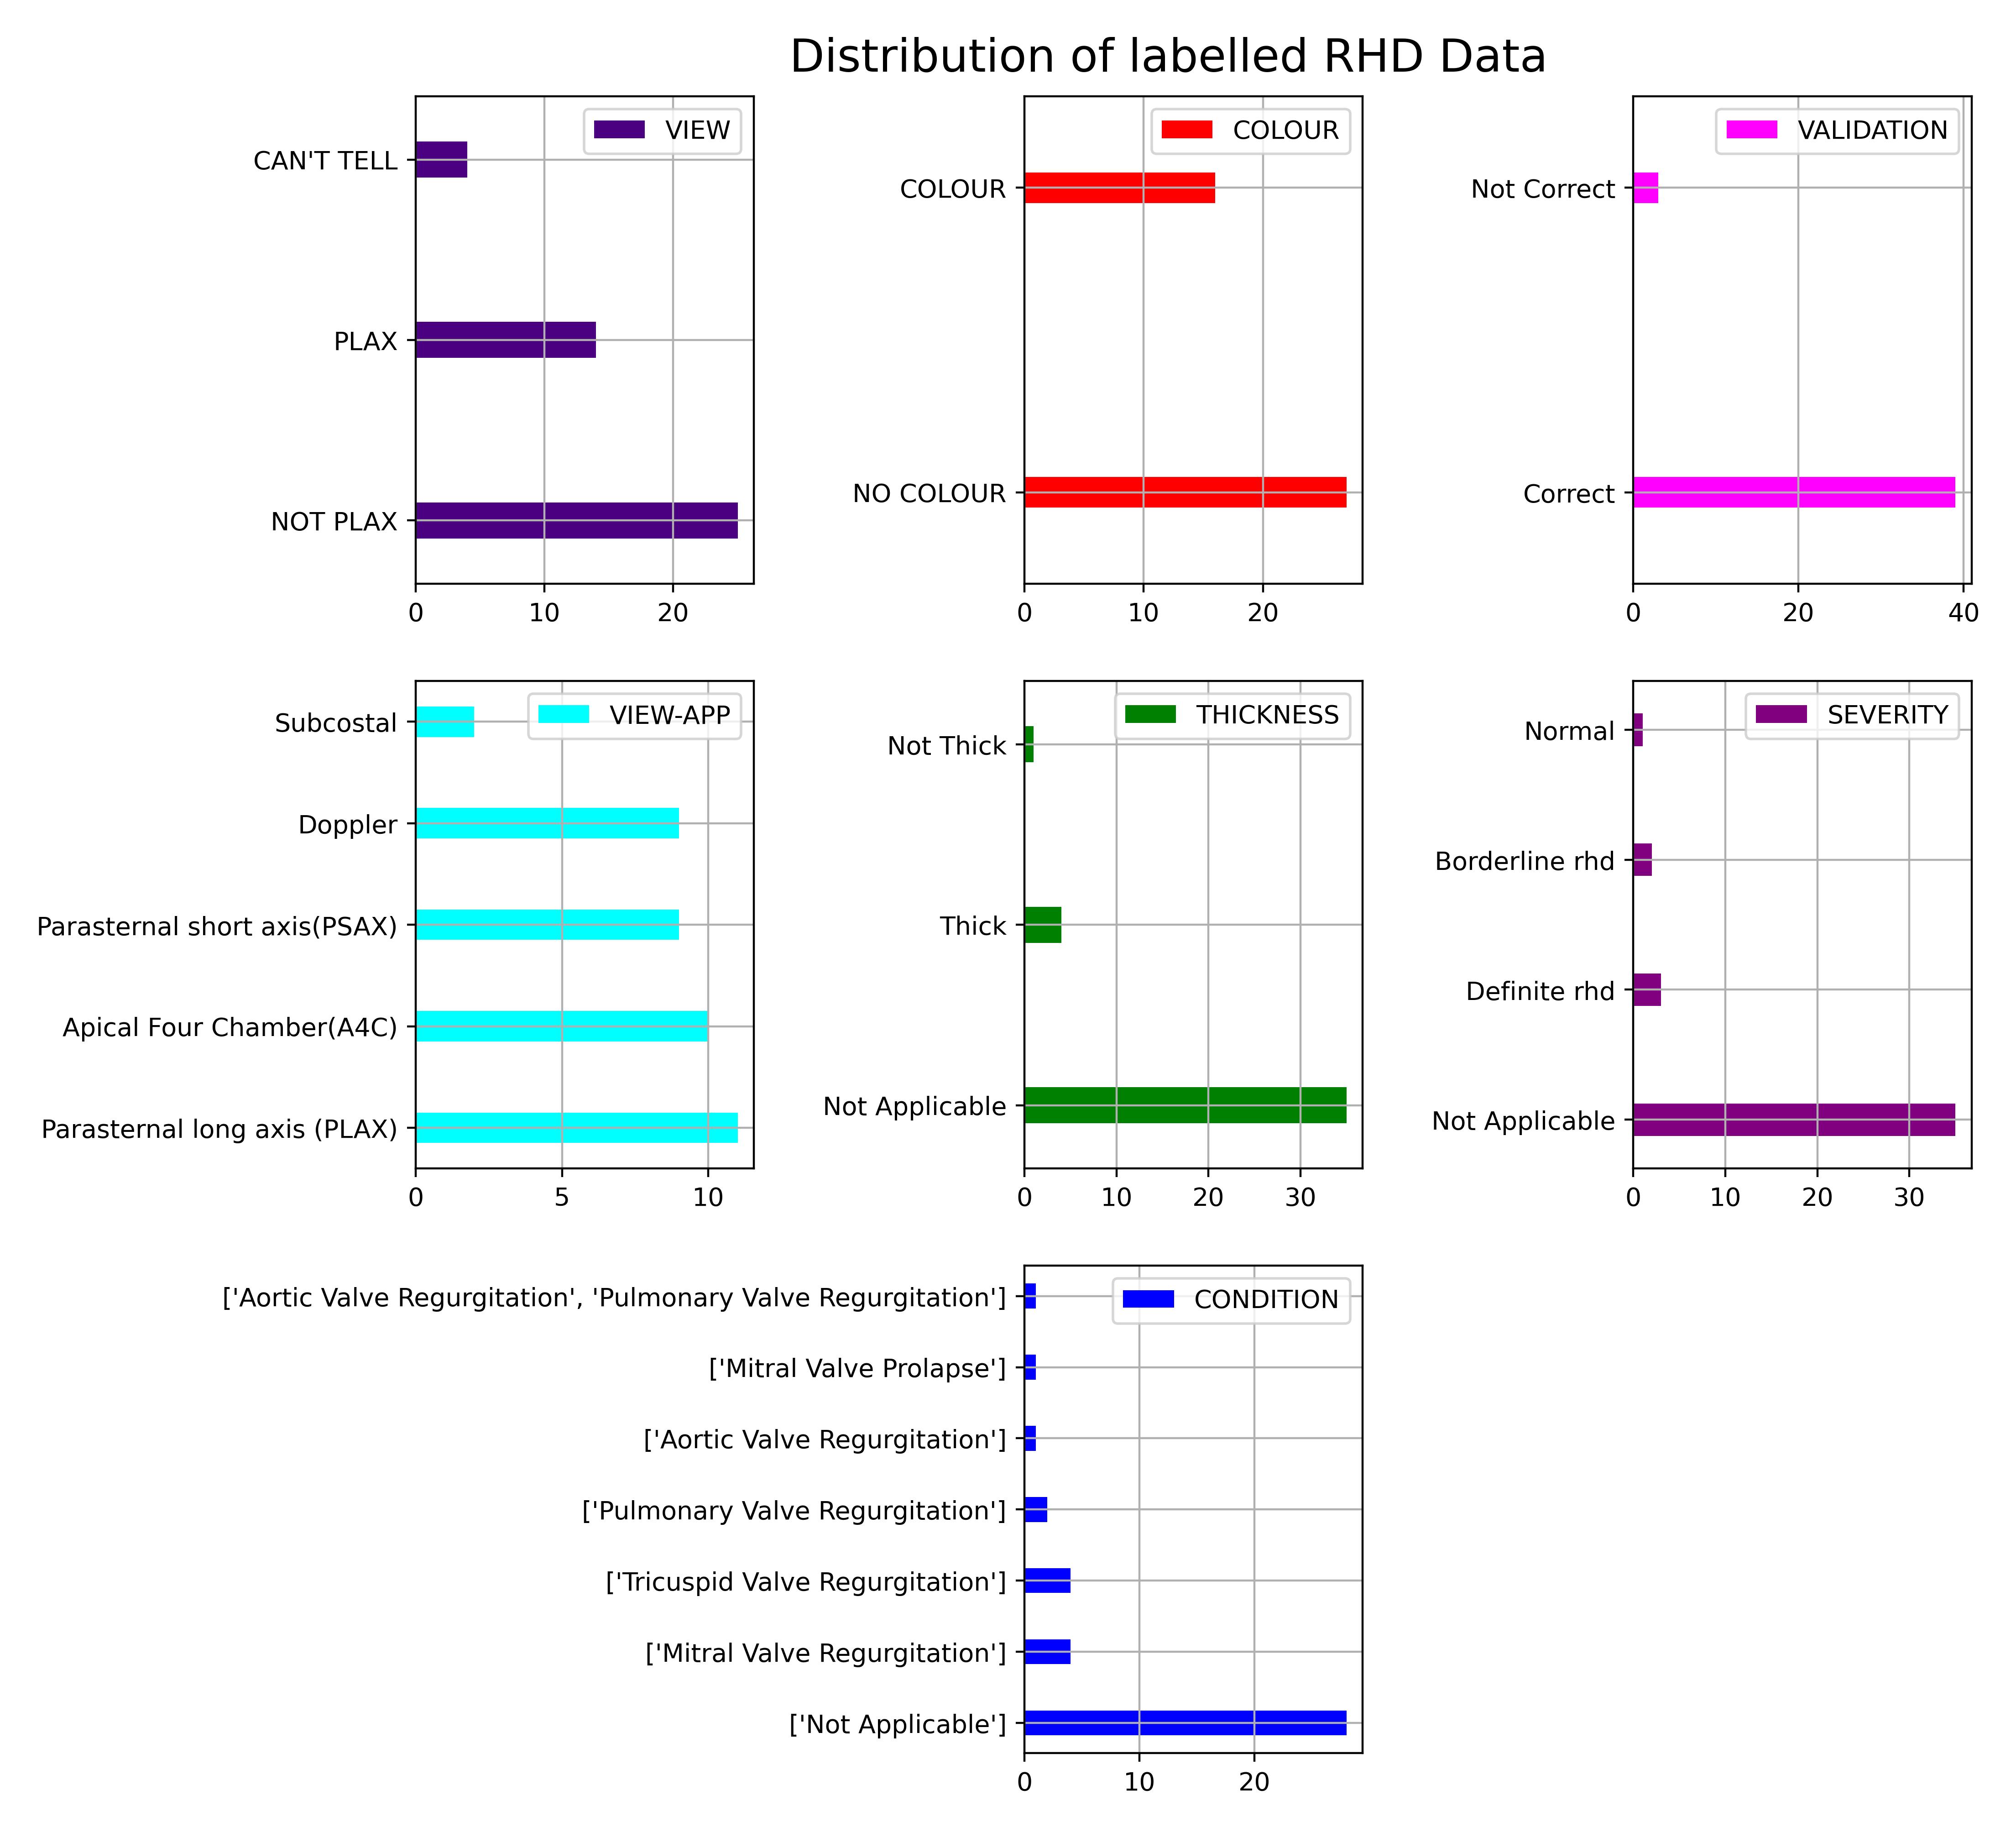 Distribution of labelled RHD Data
VIEW
CAN'T TELL
PLAX
NOT PLAX
0 10 20
COLOUR
COLOUR
NO COLOUR
0 10 20
VALIDATION
Not Correct
Correct
0 20 40
VIEW-APP
Subcostal
Doppler
Parasternal short axis(PSAX)
Apical Four Chamber(A4C)
Parasternal long axis (PLAX)
0 5 10
THICKNESS
Not Thick
Thick
Not Applicable
0 10 20 30
SEVERITY
Normal
Borderline rhd
Definite rhd
Not Applicable
0 10 20 30
CONDITION
['Aortic Valve Regurgitation', 'Pulmonary Valve Regurgitation']
['Mitral Valve Prolapse']
['Aortic Valve Regurgitation']
['Pulmonary Valve Regurgitation']
['Tricuspid Valve Regurgitation']
['Mitral Valve Regurgitation']
['Not Applicable']
0 10 20